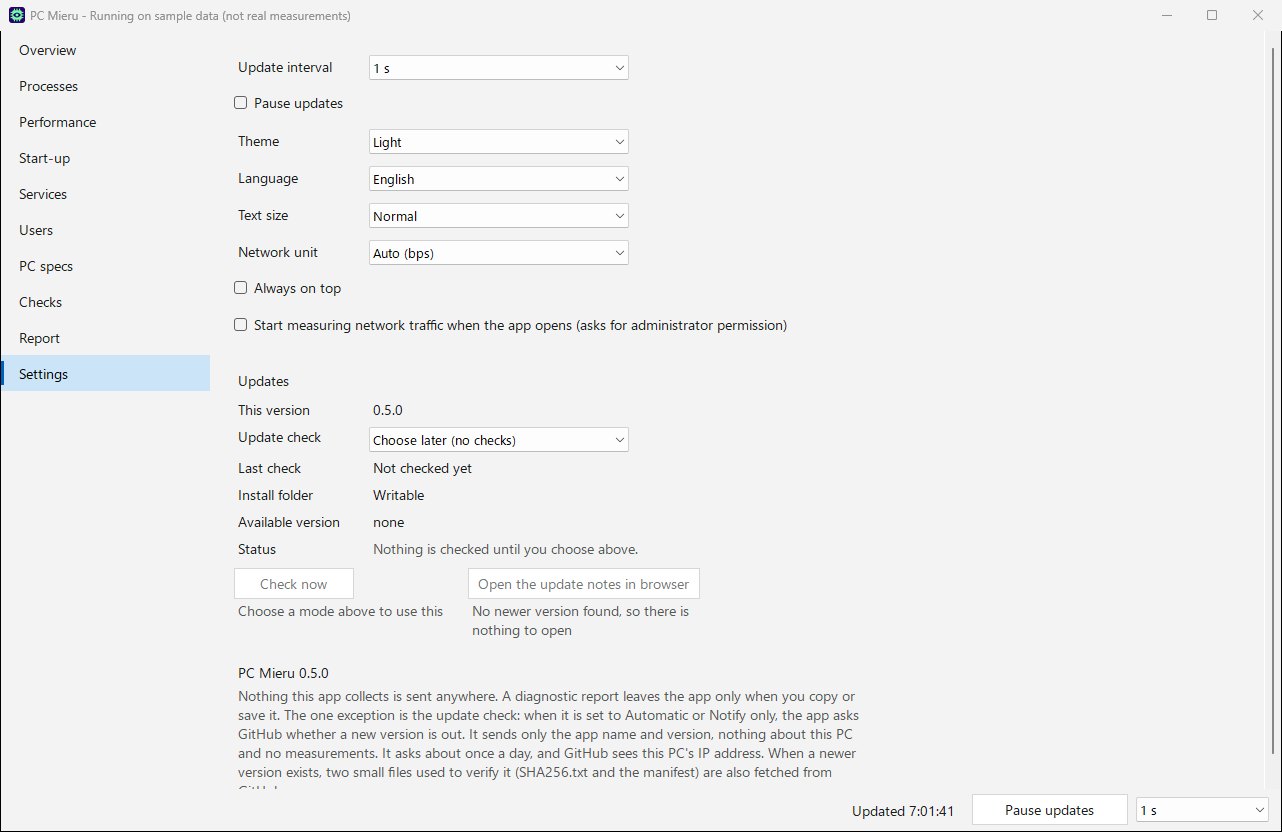 PC Mieru - Running on sample data (not real measurements)
Overview
Processes
Performance
Start-up
Services
Users
PC specs
Checks
Report
Settings
Update interval
1 s
Pause updates
Theme
Light
Language
English
Text size
Normal
Network unit
Auto (bps)
Always on top
Start measuring network traffic when the app opens (asks for administrator permission)
Updates
This version
0.5.0
Update check
Choose later (no checks)
Last check
Not checked yet
Install folder
Writable
Available version
none
Status
Nothing is checked until you choose above.
Check now
Open the update notes in browser
Choose a mode above to use this
No newer version found, so there is
nothing to open
PC Mieru 0.5.0
Nothing this app collects is sent anywhere. A diagnostic report leaves the app only when you copy or
save it. The one exception is the update check: when it is set to Automatic or Notify only, the app asks
GitHub whether a new version is out. It sends only the app name and version, nothing about this PC
and no measurements. It asks about once a day, and GitHub sees this PC's IP address. When a newer
version exists, two small files used to verify it (SHA256.txt and the manifest) are also fetched from
Updated 7:01:41
Pause updates
1 s